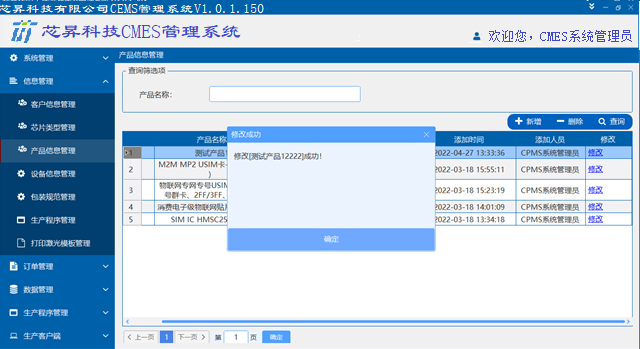 芯昇科技有限公司CEMS管理系统V1.0.1.150
芯昇科技CMES管理系统
欢迎您，CMES系统管理员
系统管理
信息管理
客户信息管理
芯片类型管理
产品信息管理
设备信息管理
包装规范管理
生产程序管理
打印激光模板管理
订单管理
数据管理
生产程序管理
生产客户端
产品信息管理
查询筛选项
产品名称:
新增 删除 查询
产品名称 添加时间 添加人员 修改
1 测试产品 2022-04-27 13:33:36 CPMS系统管理员 修改
2 M2M MP2 USIM卡 ) 2022-03-18 15:55:11 CPMS系统管理员 修改
3 物联网专网专号USIM 号群卡、2FF/3FF、 2022-03-18 15:23:19 CPMS系统管理员 修改
4 消费电子级物联网贴 2022-03-18 14:01:09 CPMS系统管理员 修改
5 SIM IC HMSC25 2022-03-18 13:34:18 CPMS系统管理员 修改
修改成功
修改[测试产品12222]成功!
确定
上一页 1 下一页 第 1 页 确定